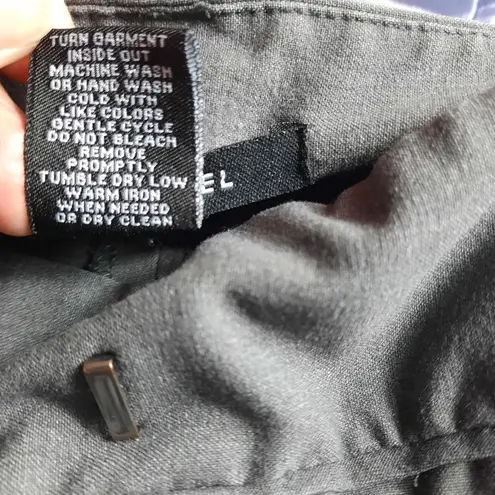 TURN GARMENT
INSIDE OUT
MACHINE WASH
OR HAND WASH
COLD WITH
LIKE COLORS
GENTLE CYCLE
DO NOT BLEACH
REMOVE
PROMPTLY
TUMBLE DRY LOW
WARM IRON
WHEN NEEDED
OR DRY CLEAN
EL